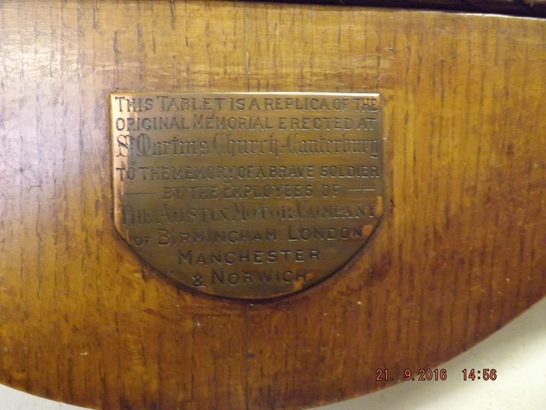 THIS TABLET IS A REPLICA OF THE
ORIGINAL MEMORIAL ERECTED AT
St Martin's Church-Canterbury
TO THE MEMORY OF A BRAVE SOLDIER
BY THE EMPLOYEES OF
THE AUSTIN MOTOR COMPANY
OF BIRMINGHAM LONDON
MANCHESTER
& NORWICH
21. 9.2016 14:56